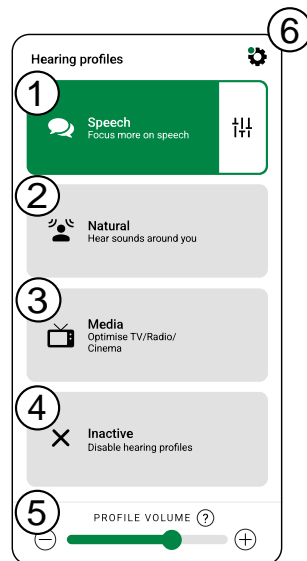 6
Hearing profiles
1
Speech
Focus more on speech
2
Natural
Hear sounds around you
3
Media
Optimise TV/Radio/
Cinema
4
Inactive
Disable hearing profiles
5
PROFILE VOLUME ?